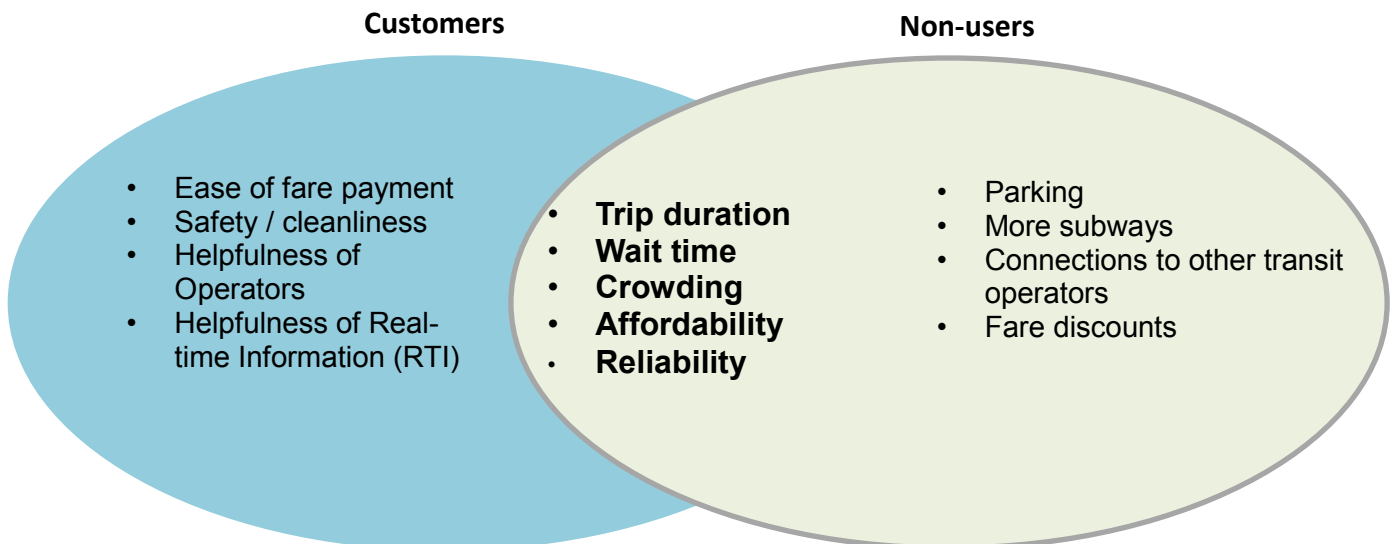 Customers
Non-users
• Ease of fare payment
• Safety / cleanliness
• Helpfulness of
Operators
• Helpfulness of Real-
time Information (RTI)
• Trip duration
• Wait time
• Crowding
• Affordability
• Reliability
• Parking
• More subways
• Connections to other transit
operators
• Fare discounts